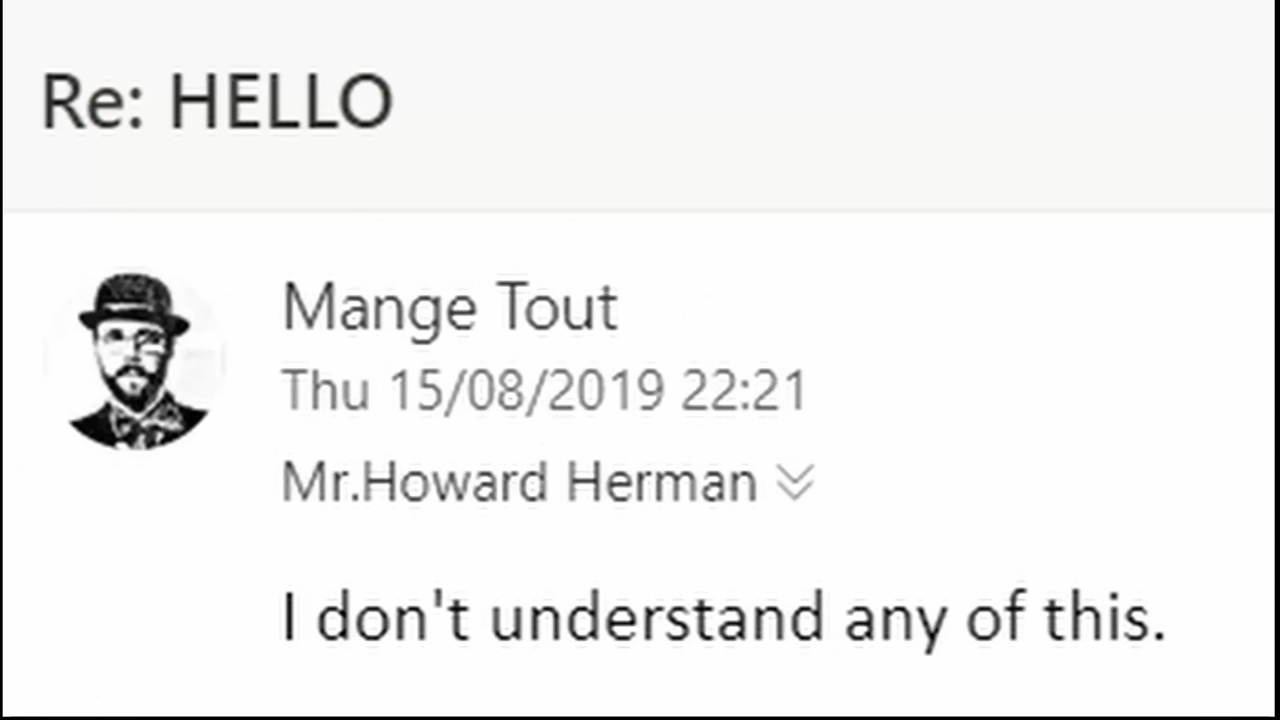 Re: HELLO
Mange Tout
Thu 15/08/2019 22:21
Mr.Howard Herman
I don't understand any of this.